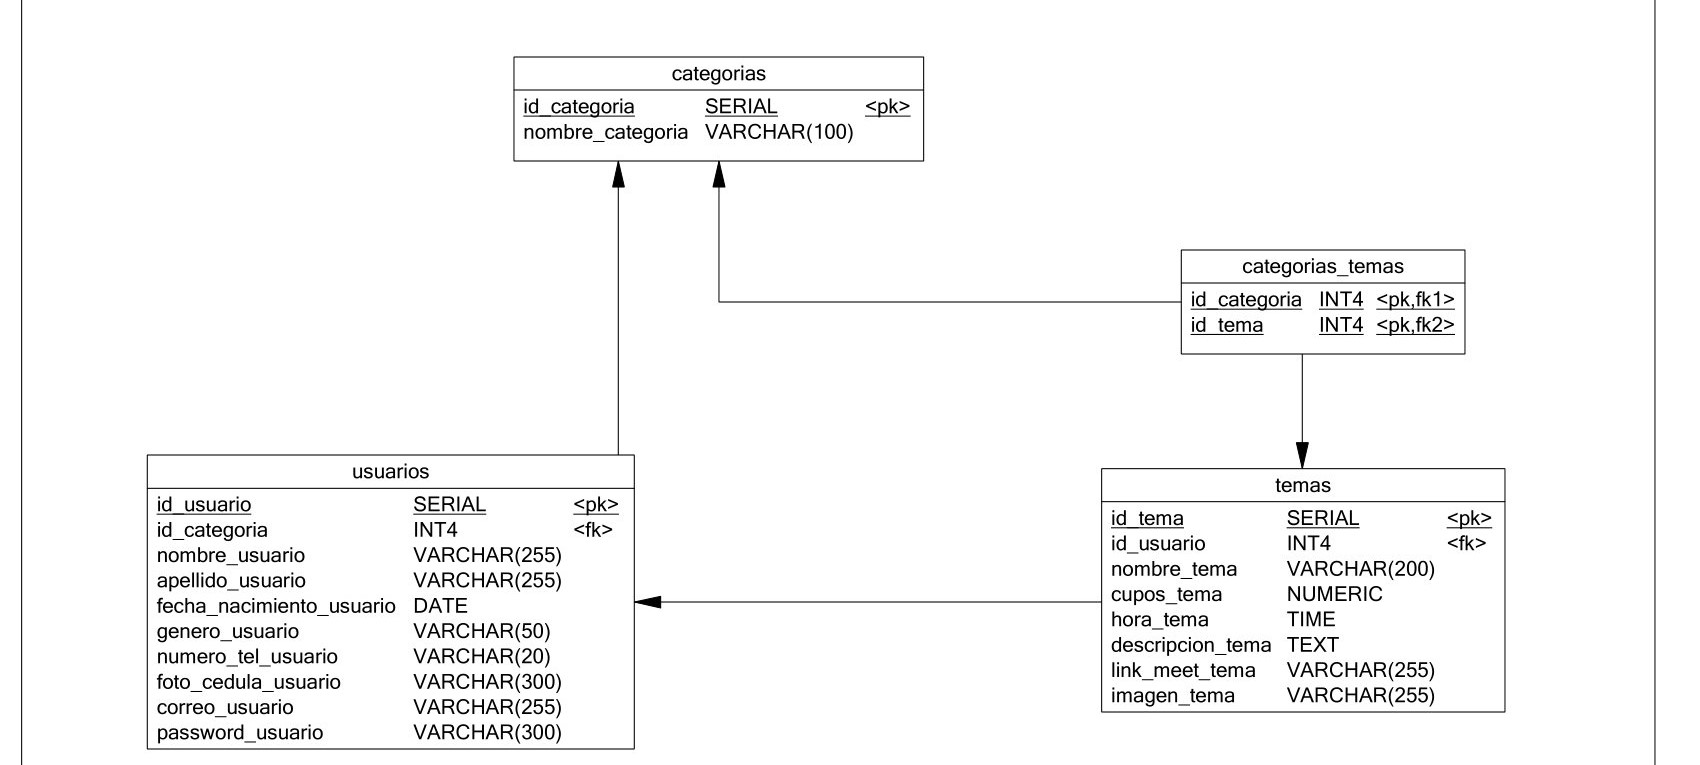 categorias
id_categoria SERIAL <pk>
nombre_categoria VARCHAR(100)
categorias_temas
id_categoria INT4 <pk,fk1>
id_tema INT4 <pk,fk2>
usuarios
id_usuario SERIAL <pk>
id_categoria INT4 <fk>
nombre_usuario VARCHAR(255)
apellido_usuario VARCHAR(255)
fecha_nacimiento_usuario DATE
genero_usuario VARCHAR(50)
numero_tel_usuario VARCHAR(20)
foto_cedula_usuario VARCHAR(300)
correo_usuario VARCHAR(255)
password_usuario VARCHAR(300)
temas
id_tema SERIAL <pk>
id_usuario INT4 <fk>
nombre_tema VARCHAR(200)
cupos_tema NUMERIC
hora_tema TIME
descripcion_tema TEXT
link_meet_tema VARCHAR(255)
imagen_tema VARCHAR(255)